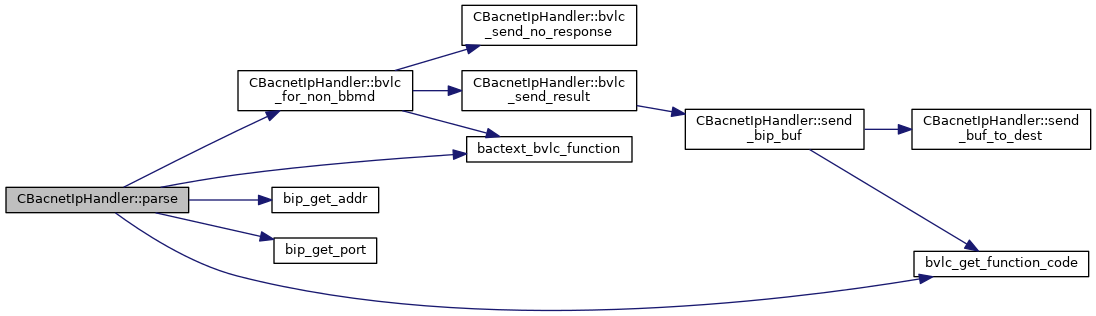 CBacnetIpHandler::parse
CBacnetIpHandler::bvlc
_for_non_bbmd
CBacnetIpHandler::bvlc
_send_no_response
CBacnetIpHandler::bvlc
_send_result
bactext_bvlc_function
CBacnetIpHandler::send
_bip_buf
CBacnetIpHandler::send
_buf_to_dest
bvlc_get_function_code
bip_get_addr
bip_get_port